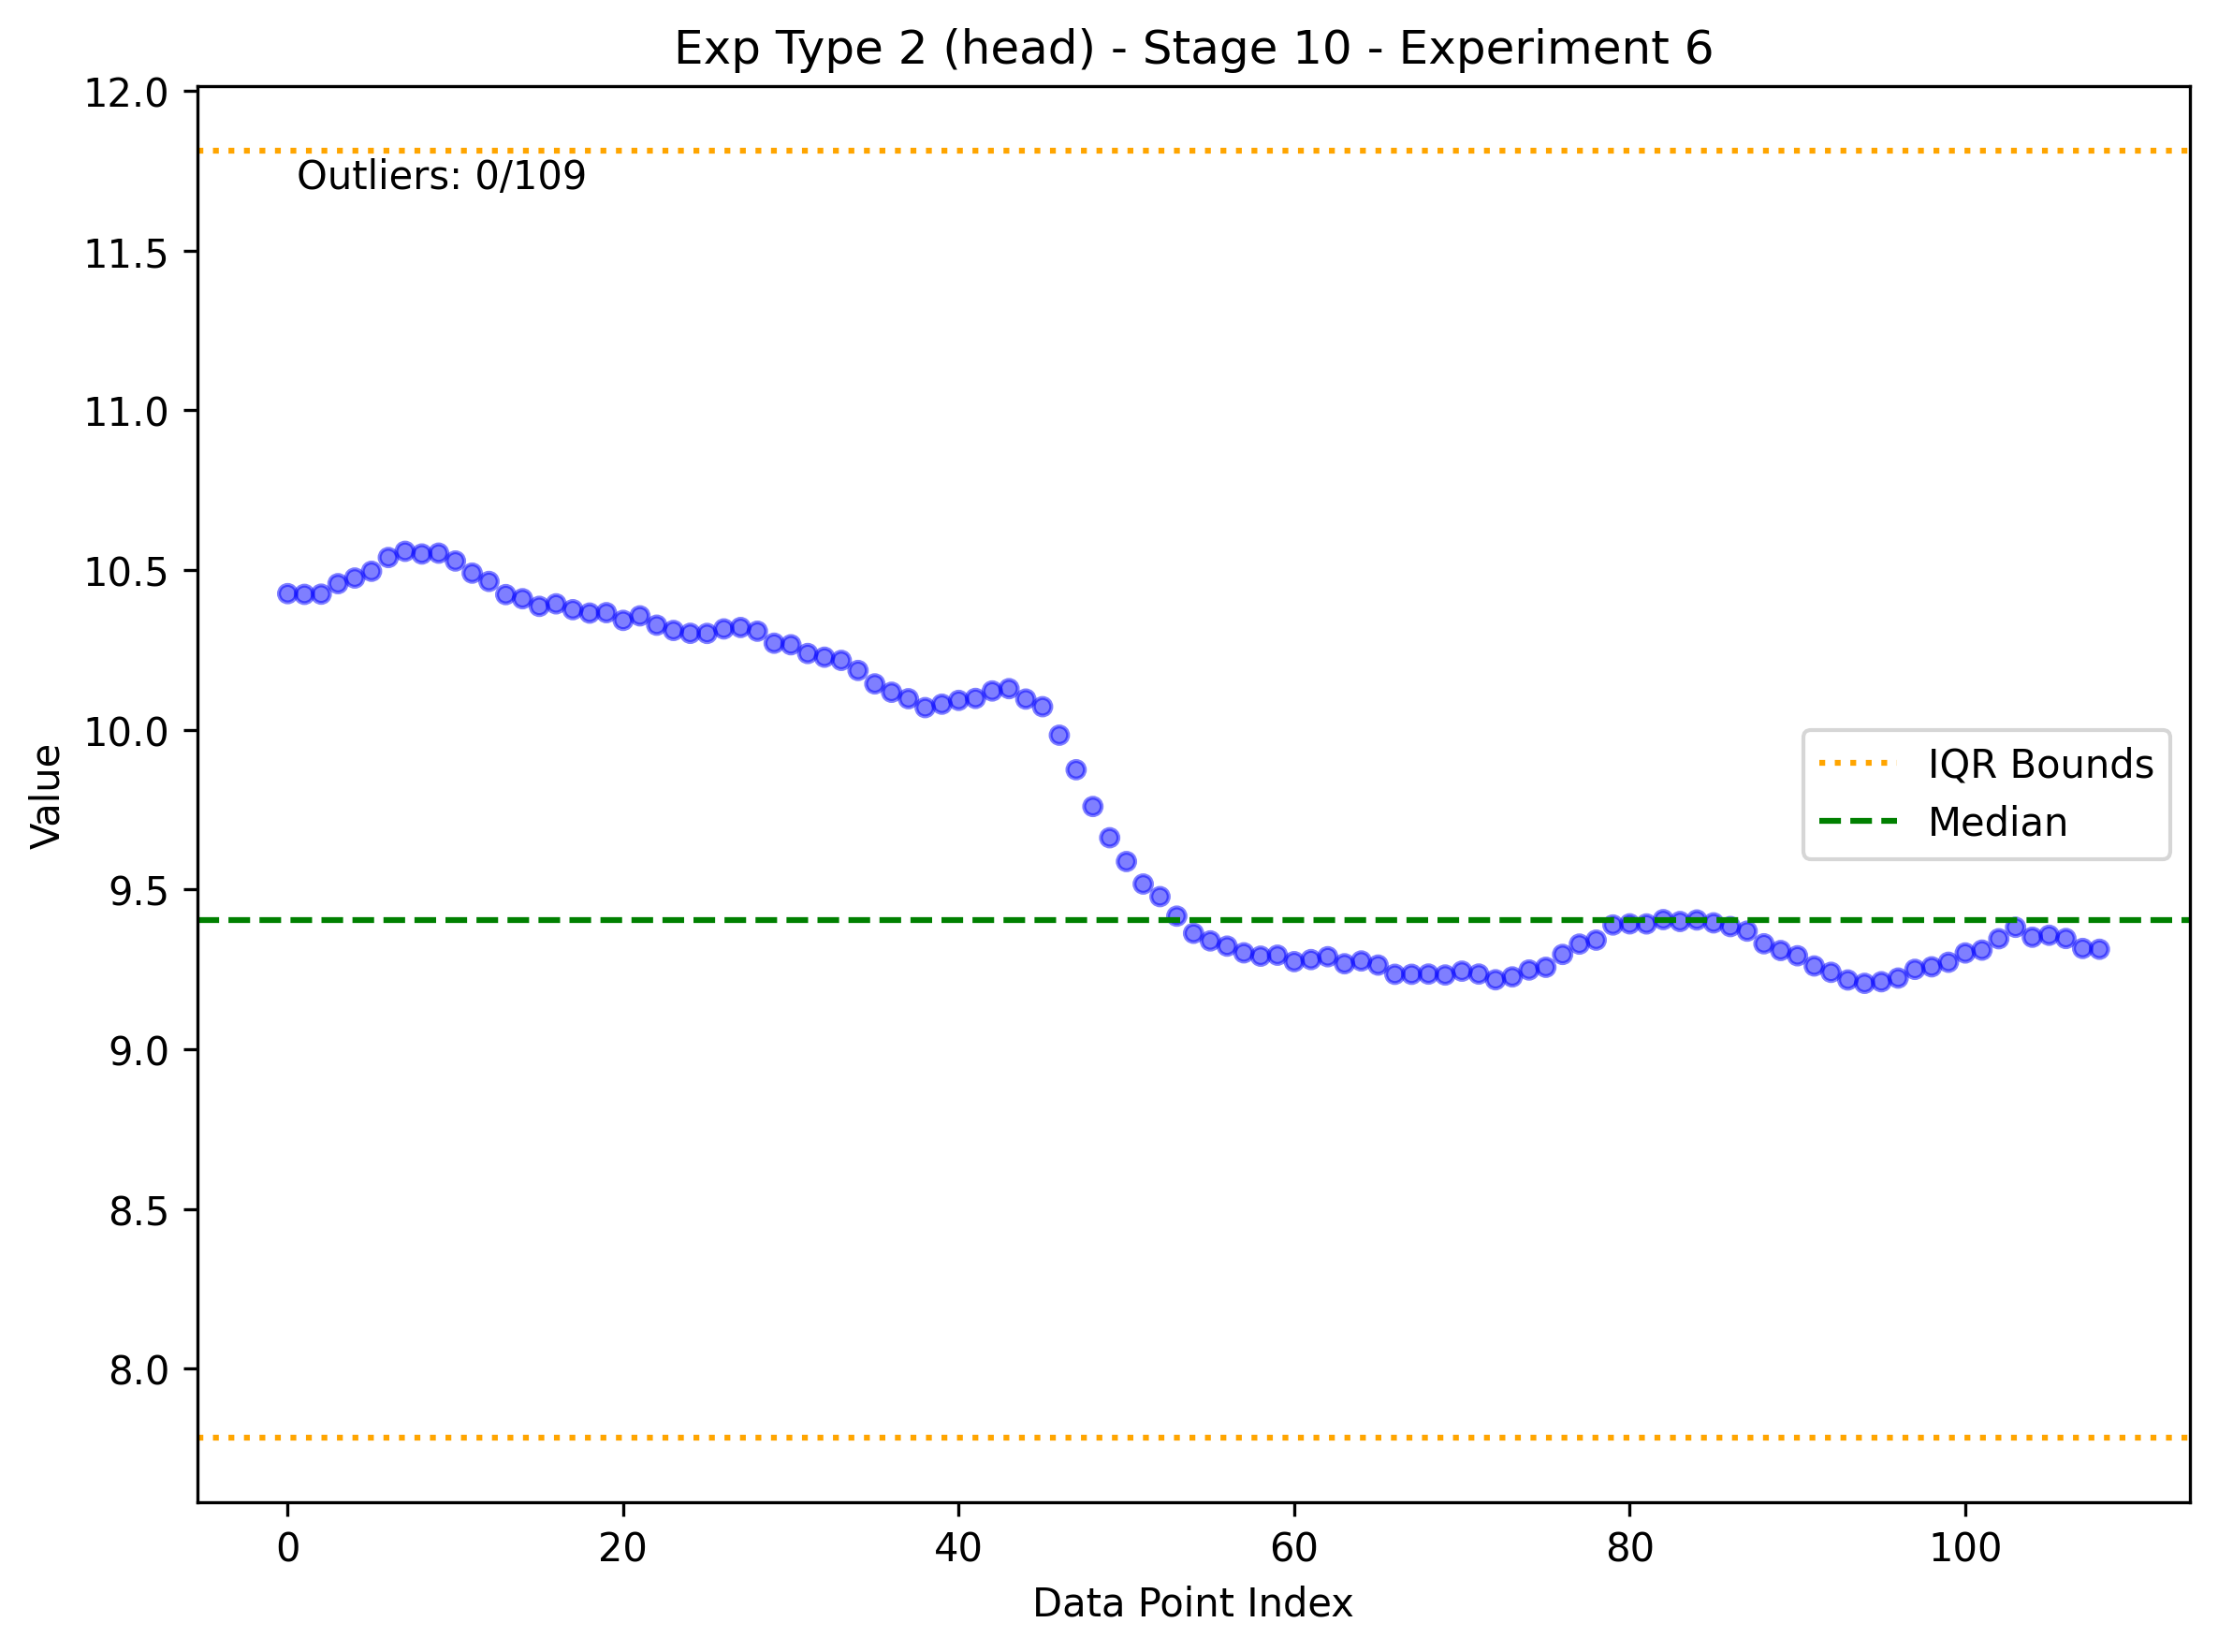 Exp Type 2 (head) - Stage 10 - Experiment 6
12.0
Outliers: 0/109
11.5
11.0
10.5
10.0
9.5
9.0
8.5
8.0
Value
IQR Bounds
Median
0 20 40 60 80 100
Data Point Index